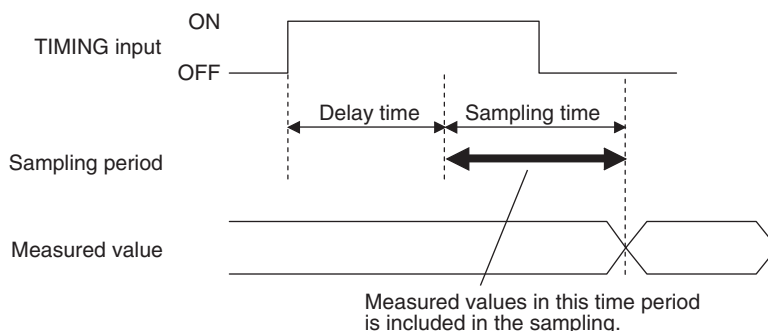 ON
TIMING input
OFF
Delay time
Sampling time
Sampling period
Measured value
Measured values in this time period
is included in the sampling.